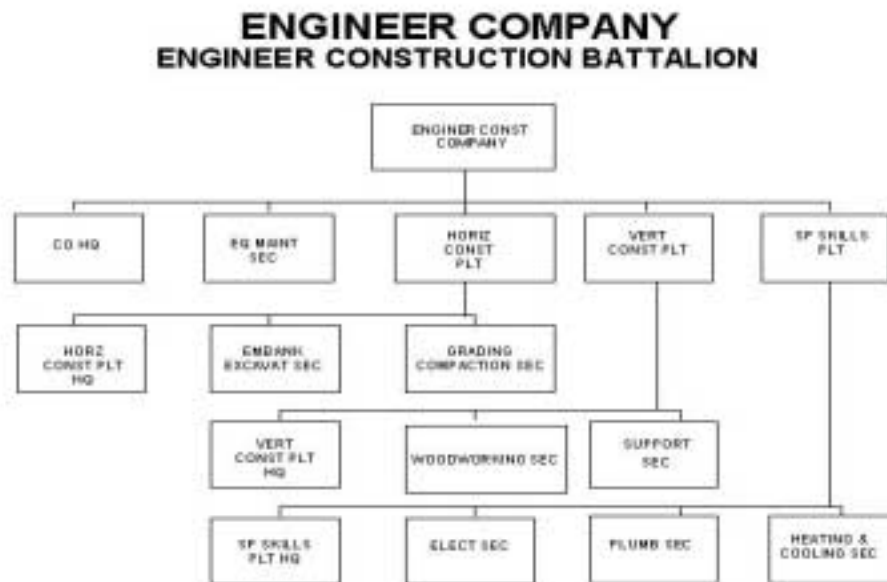 ENGINEER COMPANY
ENGINEER CONSTRUCTION BATTALION
ENGINER CONST
COMPANY
CO HQ
EQ MAINT
SEC
HORIZ
CONST
PLT
VERT
CONST PLT
SP SKILLS
PLT
HORZ
CONST PLT
HQ
EMBANK
EXCAVAT SEC
GRADING
COMPACTION SEC
VERT
CONST PLT
HQ
WOODWORKING SEC
SUPPORT
SEC
SP SKILLS
PLT HQ
ELECT SEC
PLUMB SEC
HEATING &
COOLING SEC